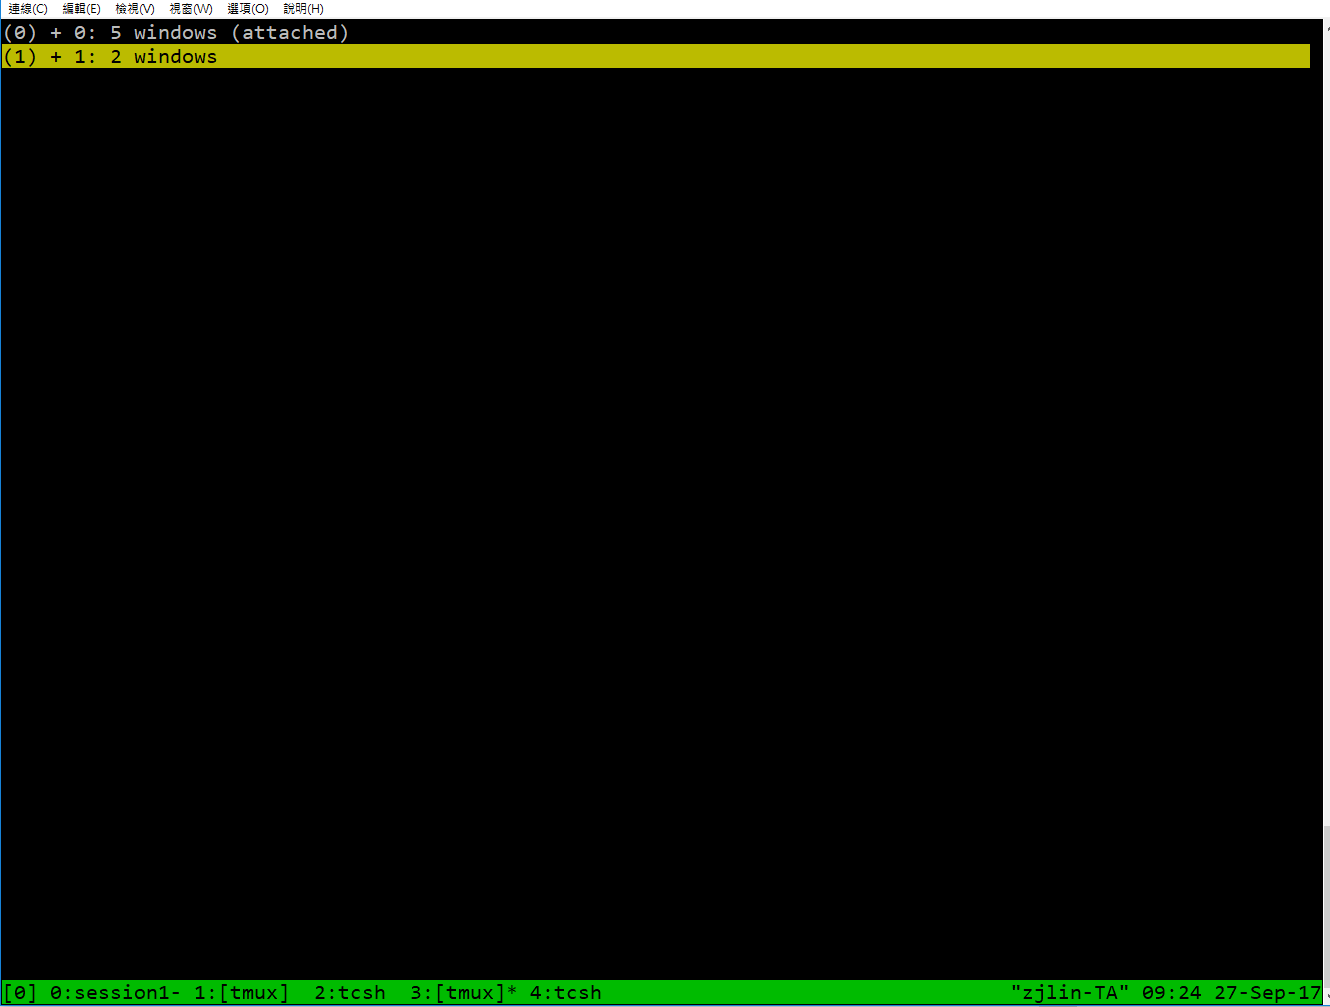 連線(C) 編輯(E) 檢視(V) 視窗(W) 選項(O) 說明(H)
(0) + 0: 5 windows (attached)
(1) + 1: 2 windows
[0] 0:session1- 1:[tmux]  2:tcsh  3:[tmux]* 4:tcsh "zjlin-TA" 09:24 27-Sep-17